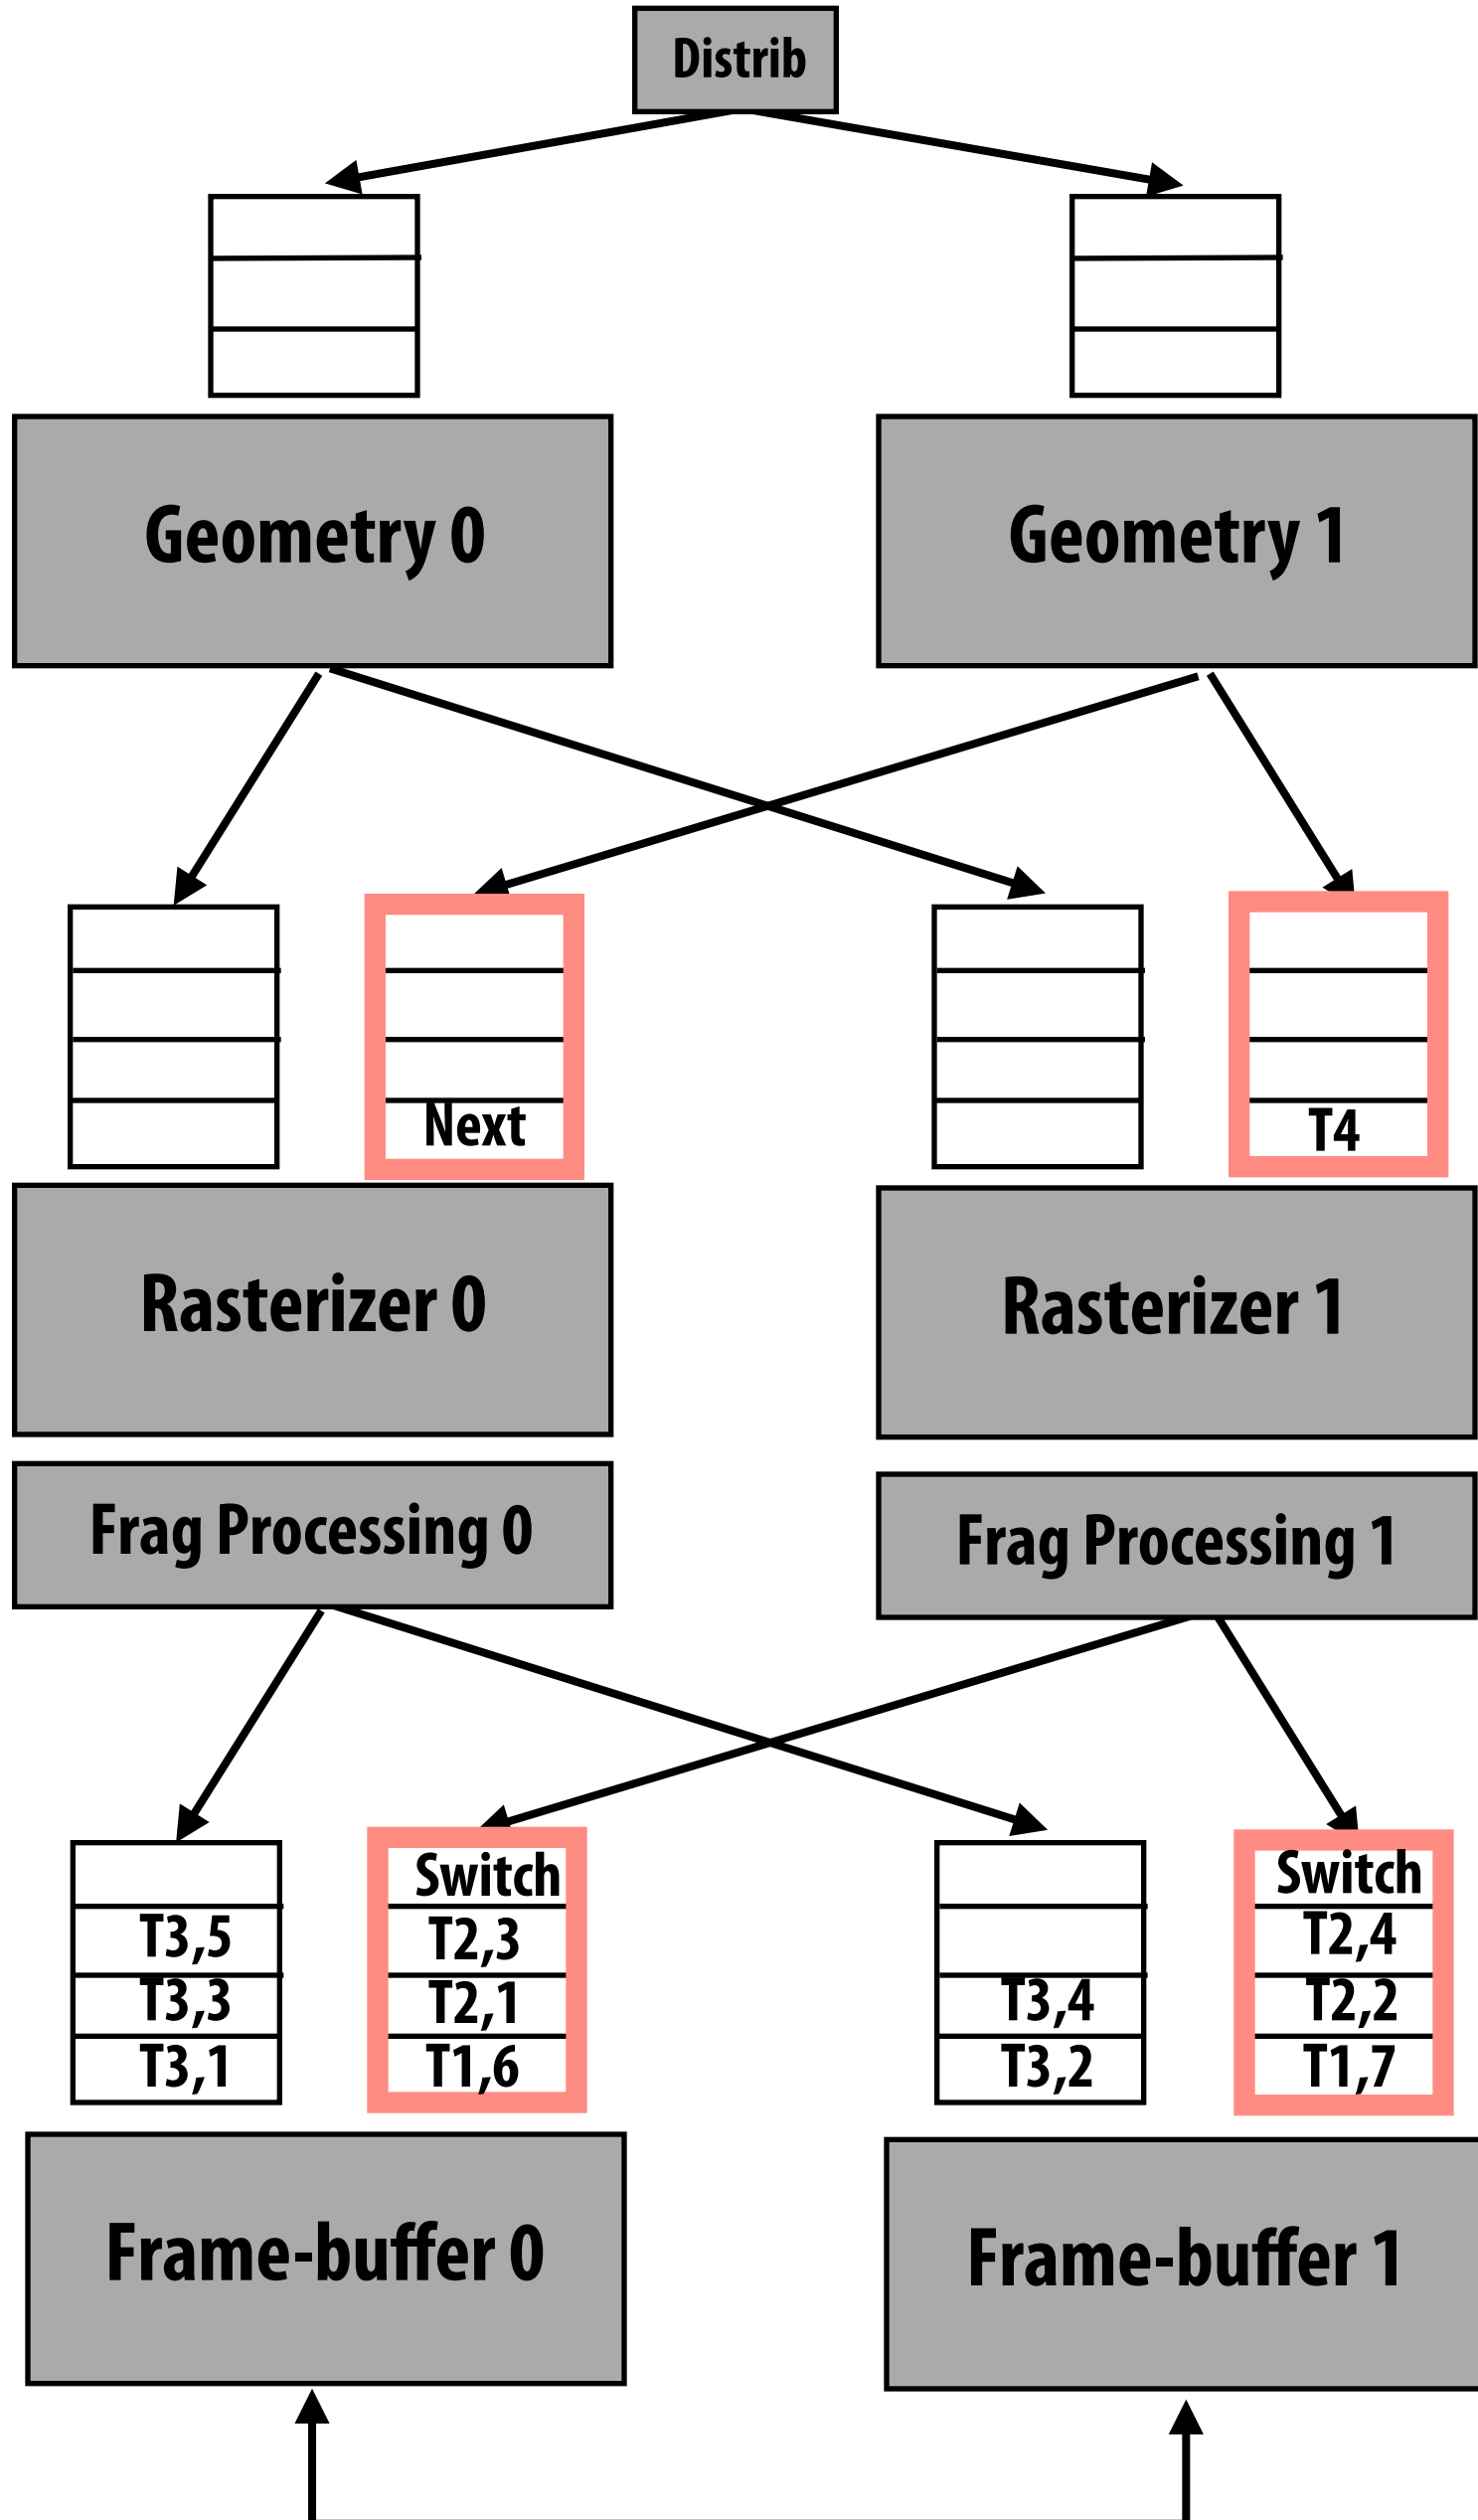 Distrib
Geometry 0
Geometry 1
Next
T4
Rasterizer 0
Rasterizer 1
Frag Processing 0
Frag Processing 1
T3,5
T3,3
T3,1
Switch
T2,3
T2,1
T1,6
T3,4
T3,2
Switch
T2,4
T2,2
T1,7
Frame-buffer 0
Frame-buffer 1